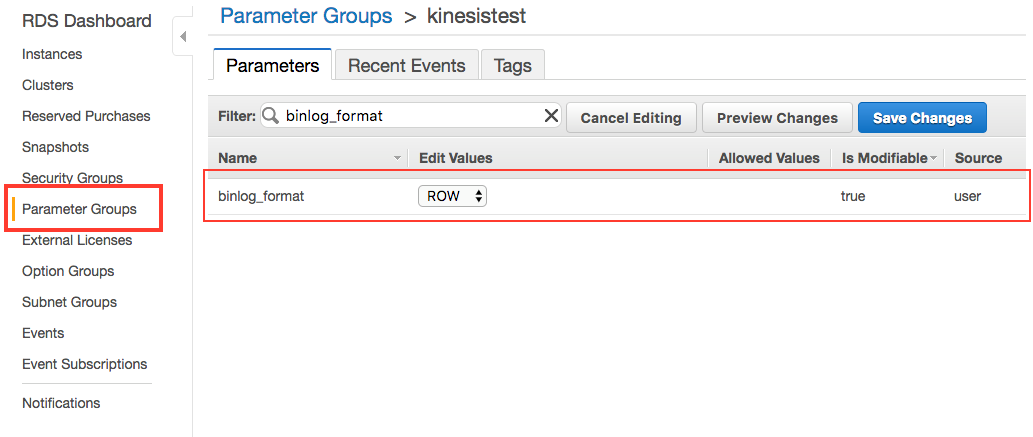 RDS Dashboard
Instances
Clusters
Reserved Purchases
Snapshots
Security Groups
Parameter Groups
External Licenses
Option Groups
Subnet Groups
Events
Event Subscriptions
Notifications
Parameter Groups > kinesistest
Parameters Recent Events Tags
Filter: binlog_format Cancel Editing Preview Changes Save Changes
Name Edit Values Allowed Values Is Modifiable Source
binlog_format ROW true user